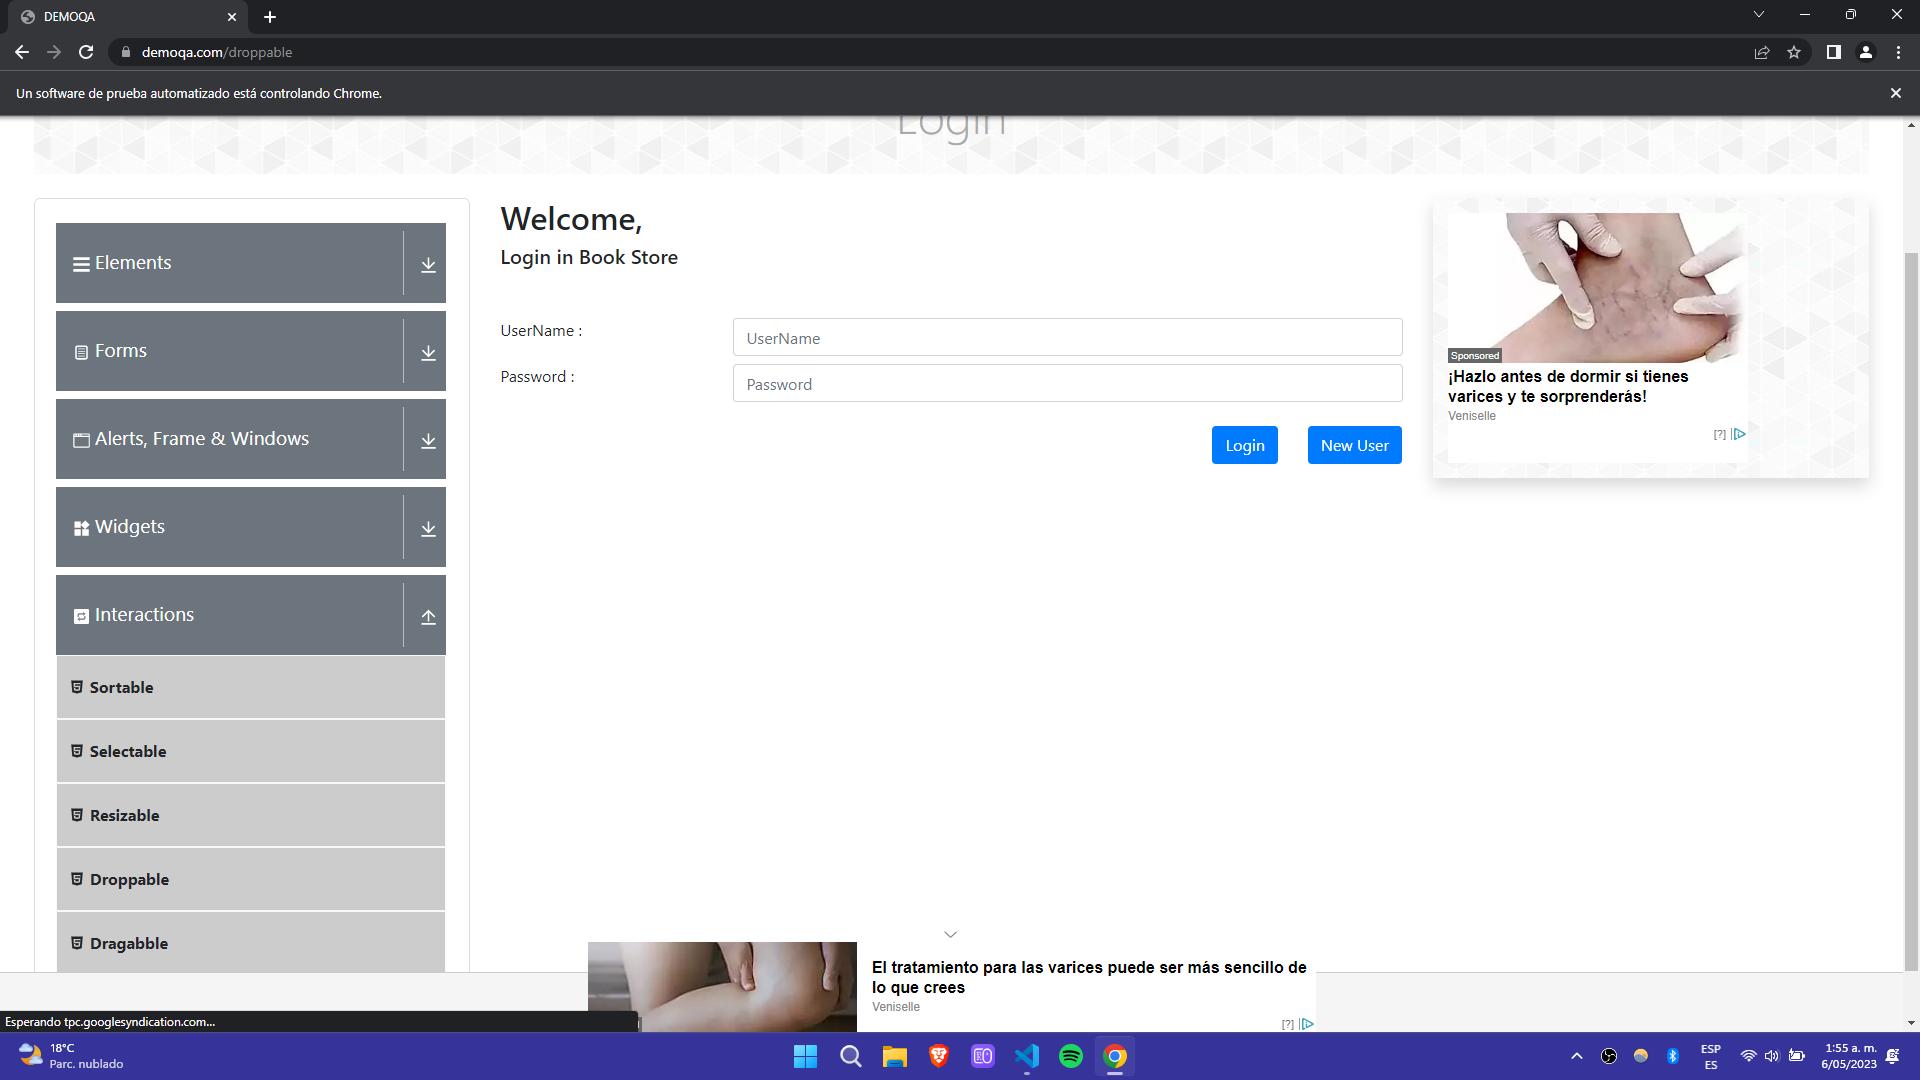 DEMOQA
demoqa.com/droppable
Un software de prueba automatizado está controlando Chrome.
Login
Elements
Forms
Alerts, Frame & Windows
Widgets
Interactions
Sortable
Selectable
Resizable
Droppable
Dragabble
Welcome,
Login in Book Store
UserName :
UserName
Password :
Password
Login
New User
Sponsored
¡Hazlo antes de dormir si tienes
varices y te sorprenderás!
Veniselle
[?]
El tratamiento para las varices puede ser más sencillo de
lo que crees
Veniselle
[?]
Esperando tpc.googlesyndication.com...
18°C
Parc. nublado
ESP
ES
1:55 a. m.
6/05/2023